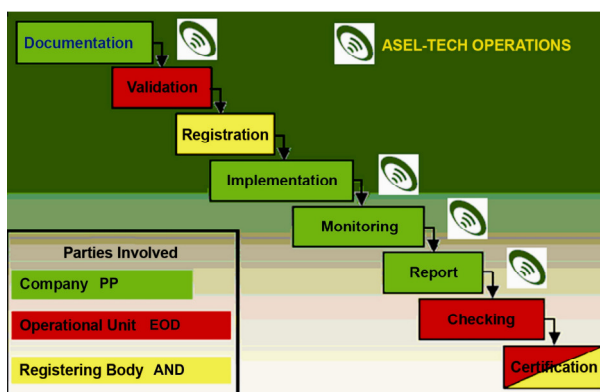 Documentation
ASEL-TECH OPERATIONS
Validation
Registration
Implementation
Monitoring
Report
Checking
Certification
Parties Involved
Company PP
Operational Unit EOD
Registering Body AND